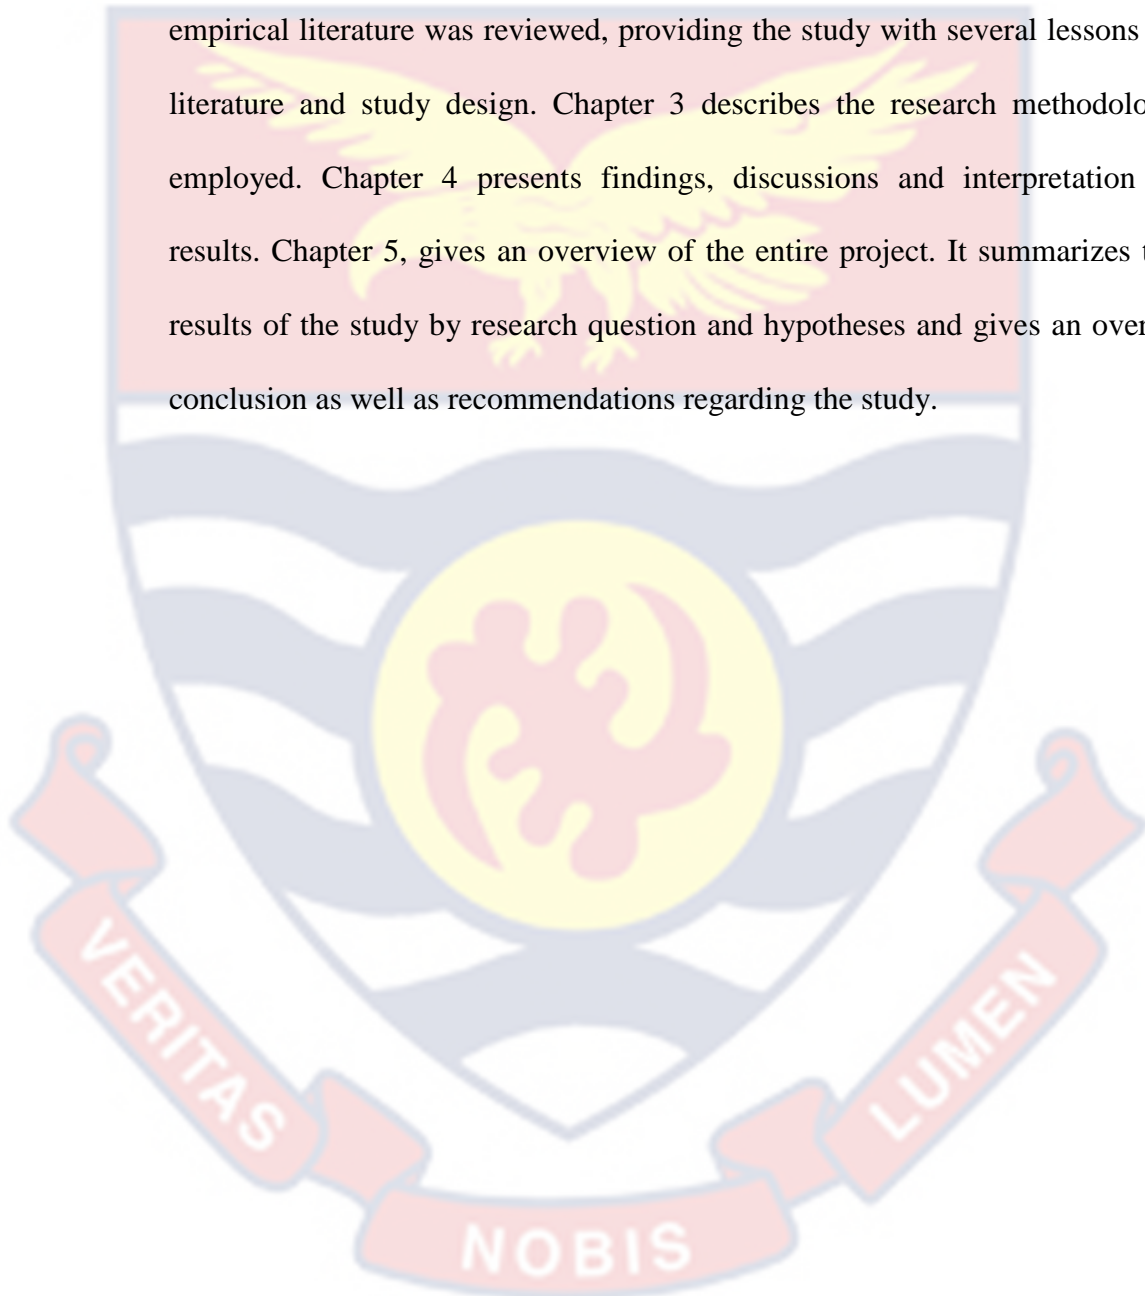 empirical literature was reviewed, providing the study with several lessons
literature and study design. Chapter 3 describes the research
employed. Chapter 4 presents findings, discussions and interpretation
results. Chapter 5, gives an overview of the entire project. It summarizes
results of the study by research question and hypotheses and gives an
conclusion as well as recommendations regarding the study.
VERITAS
NOBIS
LUMEN